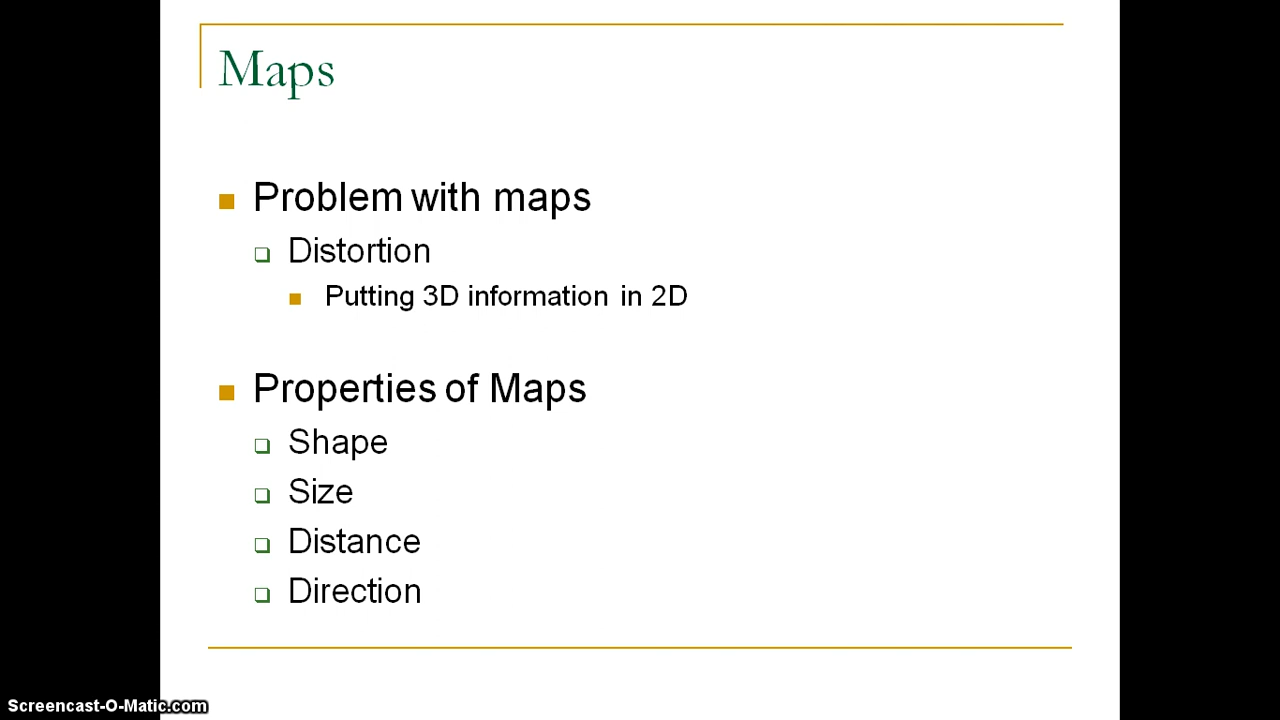 Maps
Problem with maps
Distortion
Putting 3D information in 2D
Properties of Maps
Shape
Size
Distance
Direction
Screencast-O-Matic.com